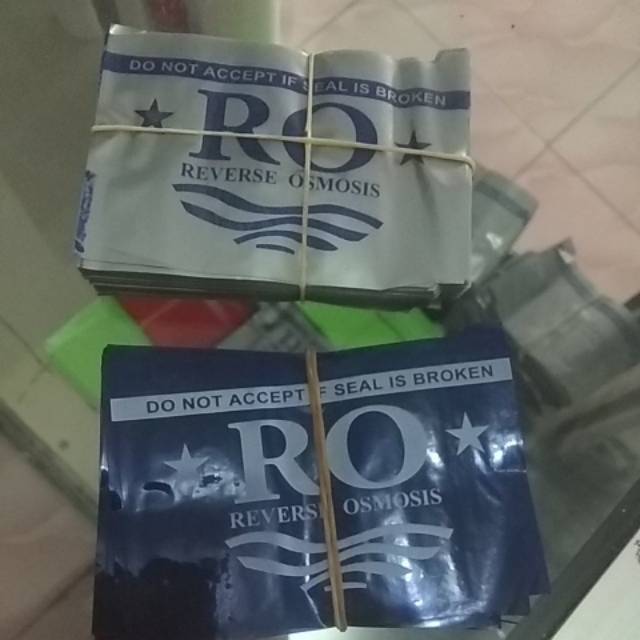 DO NOT ACCEPT IF SEAL IS BROKEN
RO
REVERSE OSMOSIS
DO NOT ACCEPT IF SEAL IS BROKEN
RO
REVERSE OSMOSIS